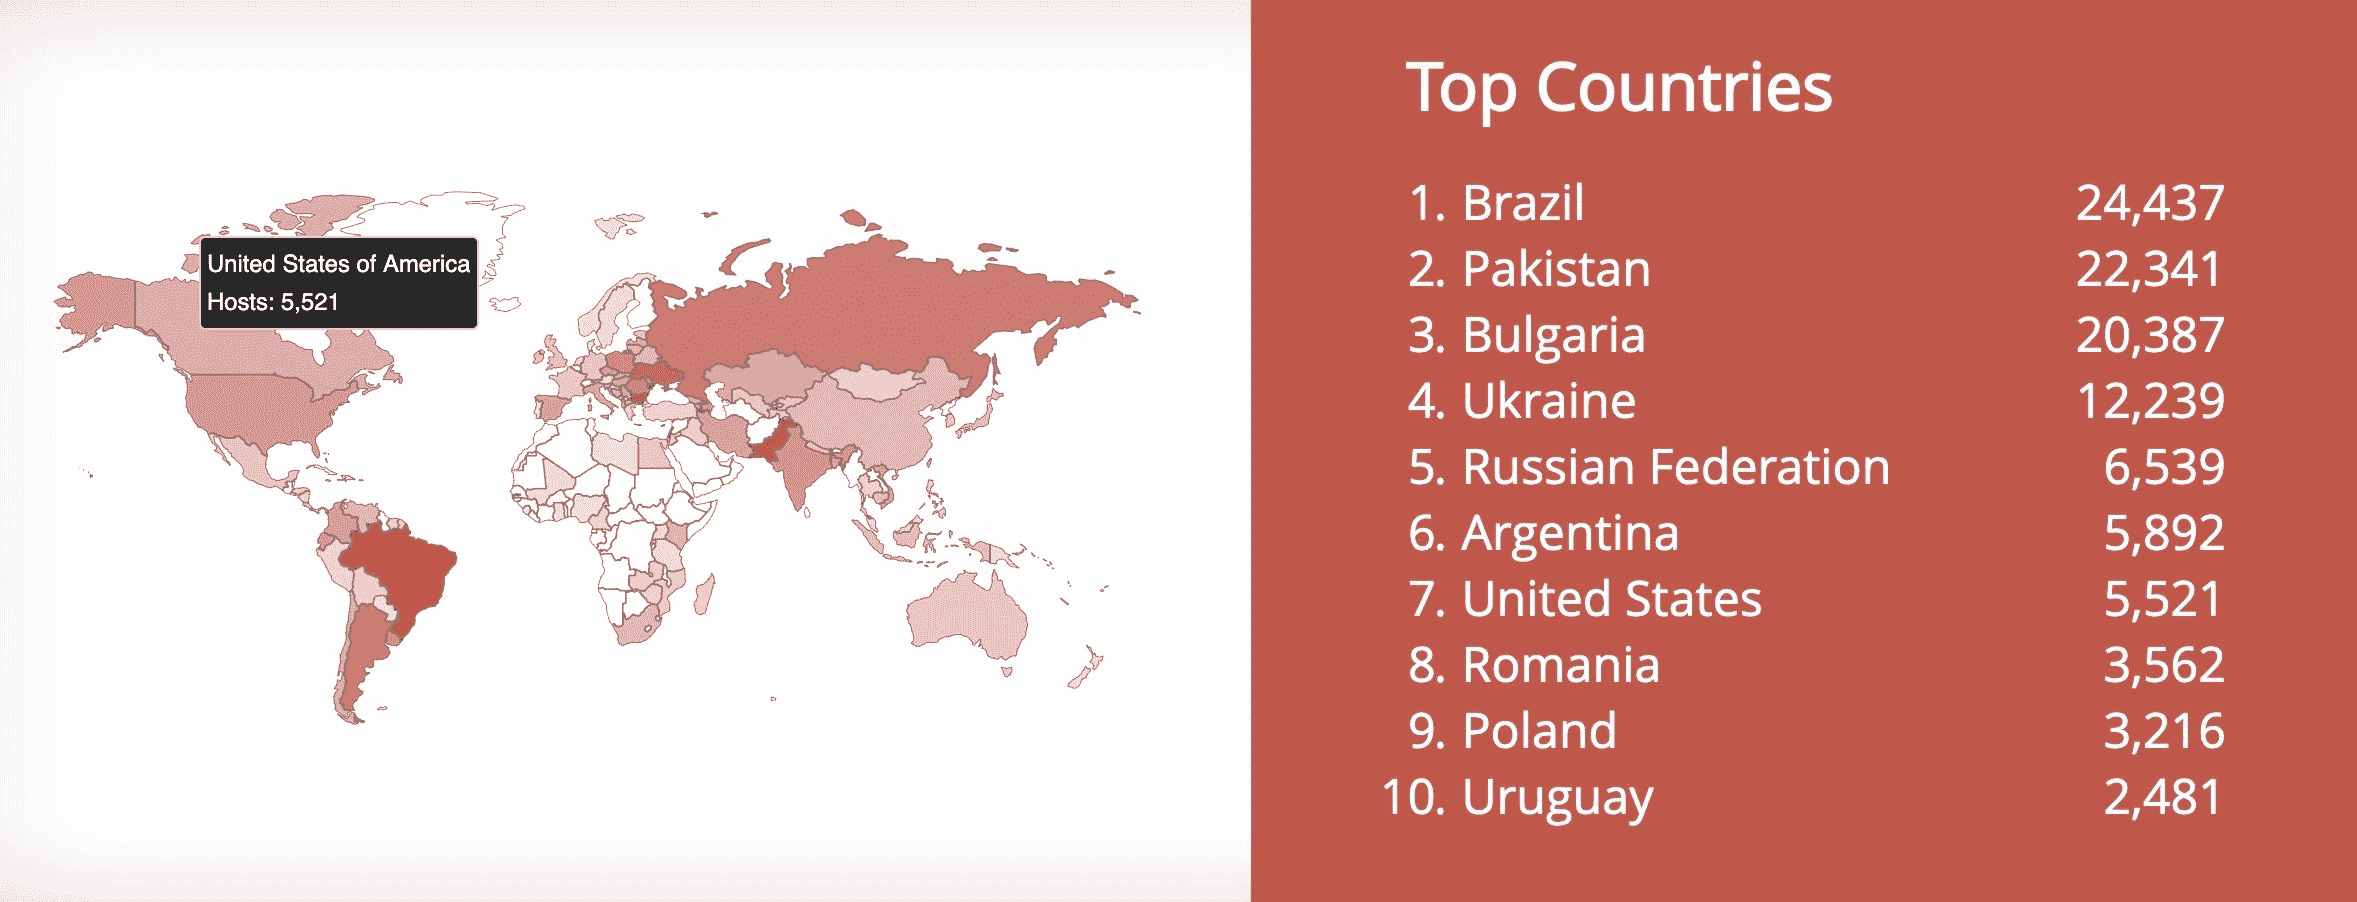 United States of America
Hosts: 5,521
Top Countries
1. Brazil 24,437
2. Pakistan 22,341
3. Bulgaria 20,387
4. Ukraine 12,239
5. Russian Federation 6,539
6. Argentina 5,892
7. United States 5,521
8. Romania 3,562
9. Poland 3,216
10. Uruguay 2,481